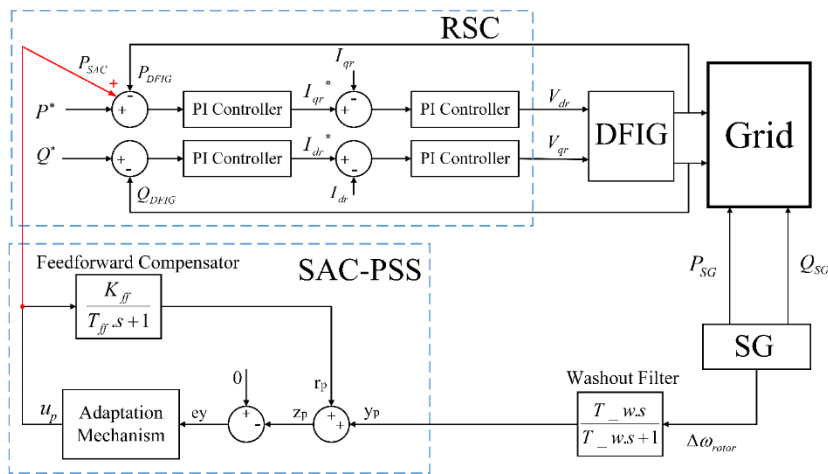 RSC
P_SAC
+
P_DFIG
I_qr
-
-
P*
+
PI Controller
I_qr*
+
PI Controller
V_dr
DFIG
Grid
Q*
+
PI Controller
I_dr*
+
PI Controller
V_qr
-
-
Q_DFIG
I_dr
SAC-PSS
Feedforward Compensator
K_ff
T_ff.s+1
P_SG
Q_SG
SG
Washout Filter
0
r_p
u_p
Adaptation
Mechanism
ey
+
-
z_p
+
+
y_p
T_w.s
T_w.s+1
Δω_rotor